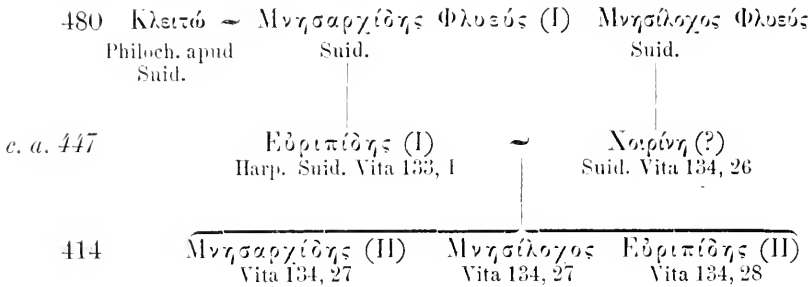 480 Κλειτώ ~ Μνησαρχίδης Φλυεύς (I) Μνησίλοχος Φλυεύς
Philoch. apud Suid. Suid.
Suid.
c. a. 447 Εὐριπίδης (I) ~ Χοιρίνη (?)
Harp. Suid. Vita 133, 1 Suid. Vita 134, 26
414 Μνησαρχίδης (II) Μνησίλοχος Εὐριπίδης (II)
Vita 134, 27 Vita 134, 27 Vita 134, 28